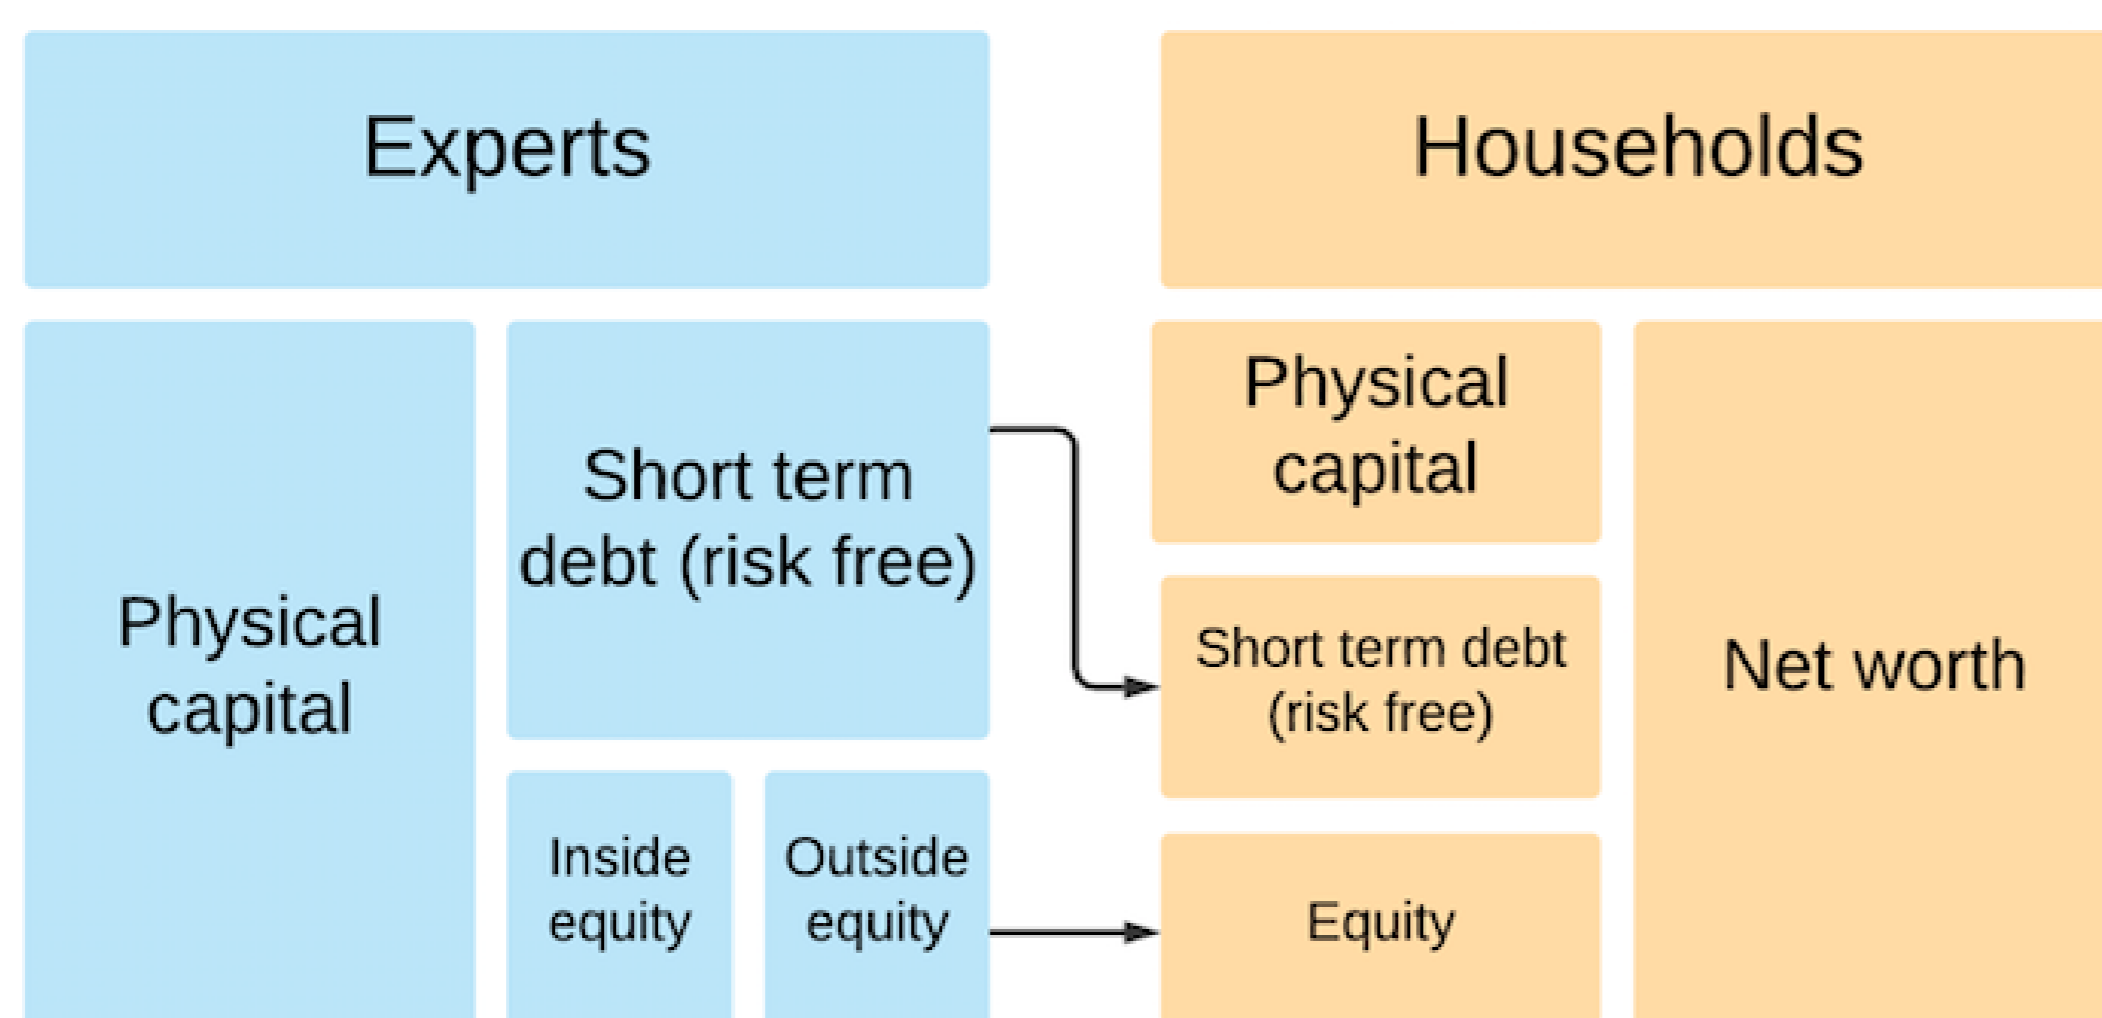 Experts
Households
Physical
capital
Short term
debt (risk free)
Inside
equity
Outside
equity
Physical
capital
Short term debt
(risk free)
Equity
Net worth